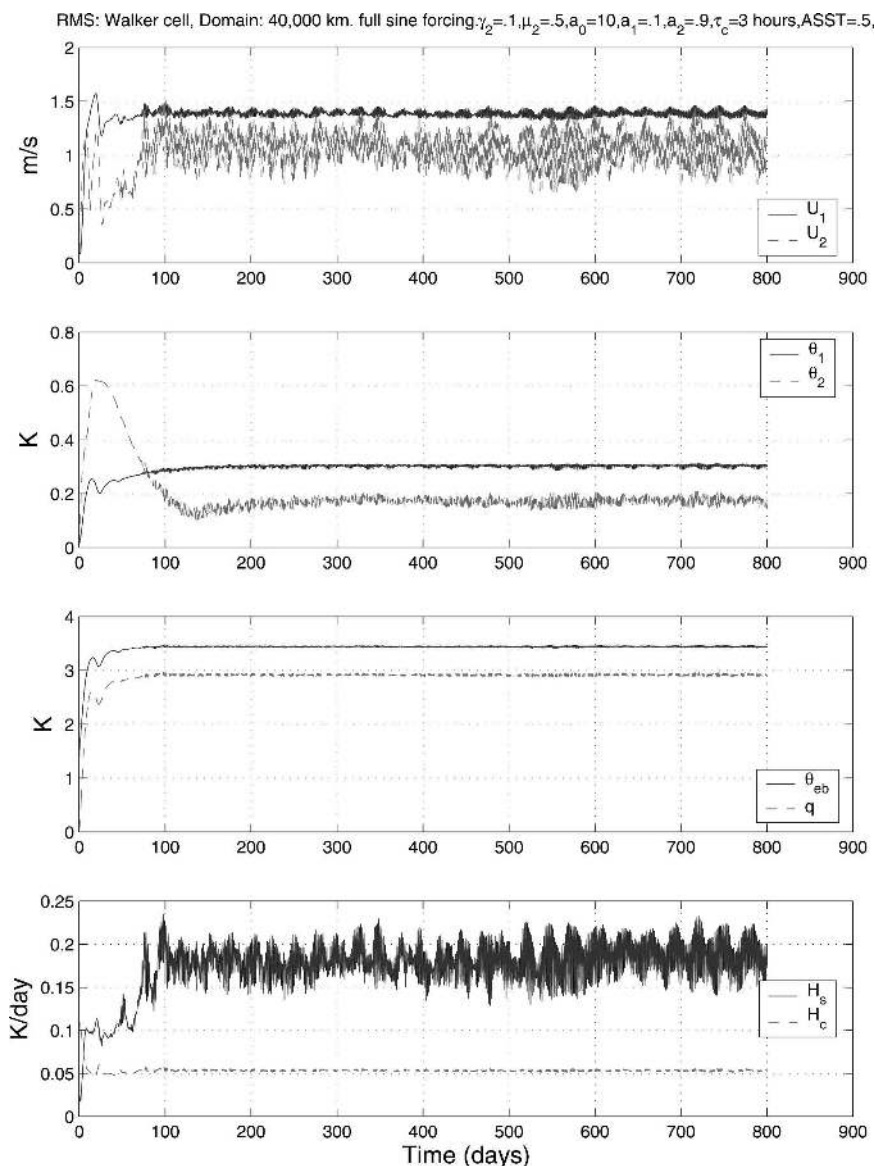 RMS: Walker cell, Domain: 40,000 km. full sine forzing.γ₂=.1,μ₂=.5,a₀=10,a₁=.1,a₂=.9,τ_c=3 hours,ASST=.5,
2
1.5
m/s
1
0.5
0
U₁
U₂
0 100 200 300 400 500 600 700 800 900
0.8
0.6
K
0.4
0.2
0
θ₁
θ₂
0 100 200 300 400 500 600 700 800 900
4
3
K
2
1
0
θ_eb
q
0 100 200 300 400 500 600 700 800 900
0.25
0.2
K/day
0.15
0.1
0.05
0
H_s
H_c
0 100 200 300 400 500 600 700 800 900
Time (days)